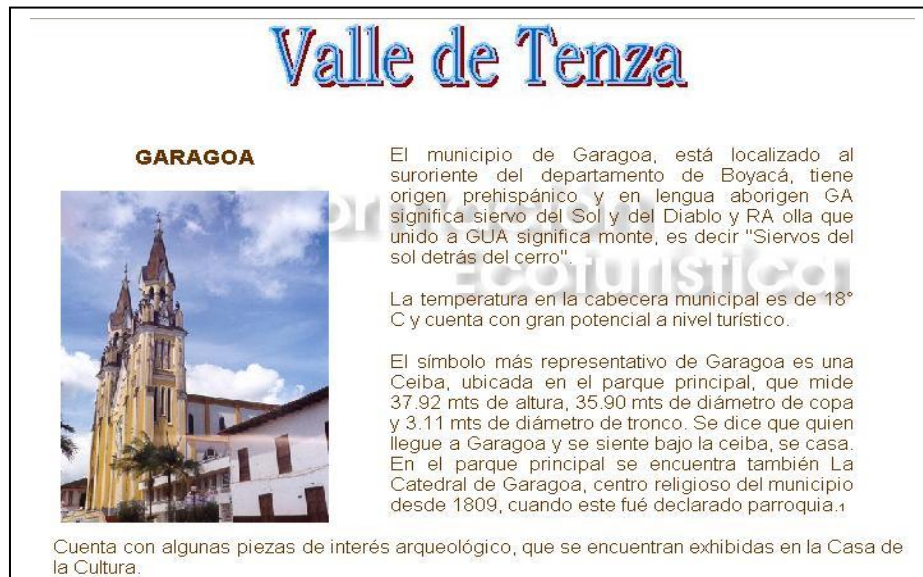 Valle de Tenza
GARAGOA
El municipio de Garagoa, está localizado al
suroriente del departamento de Boyacá, tiene
origen prehispánico y en lengua aborigen GA
significa siervo del Sol y del Diablo y RA olla que
unido a GUA significa monte, es decir "Siervos del
sol detrás del cerro".
La temperatura en la cabecera municipal es de 18°
C y cuenta con gran potencial a nivel turístico.
El símbolo más representativo de Garagoa es una
Ceiba, ubicada en el parque principal, que mide
37.92 mts de altura, 35.90 mts de diámetro de copa
y 3.11 mts de diámetro de tronco. Se dice que quien
llegue a Garagoa y se siente bajo la ceiba, se casa.
En el parque principal se encuentra también La
Catedral de Garagoa, centro religioso del municipio
desde 1809, cuando este fué declarado parroquia.1
Cuenta con algunas piezas de interés arqueológico, que se encuentran exhibidas en la Casa de
la Cultura.
Ecoturística